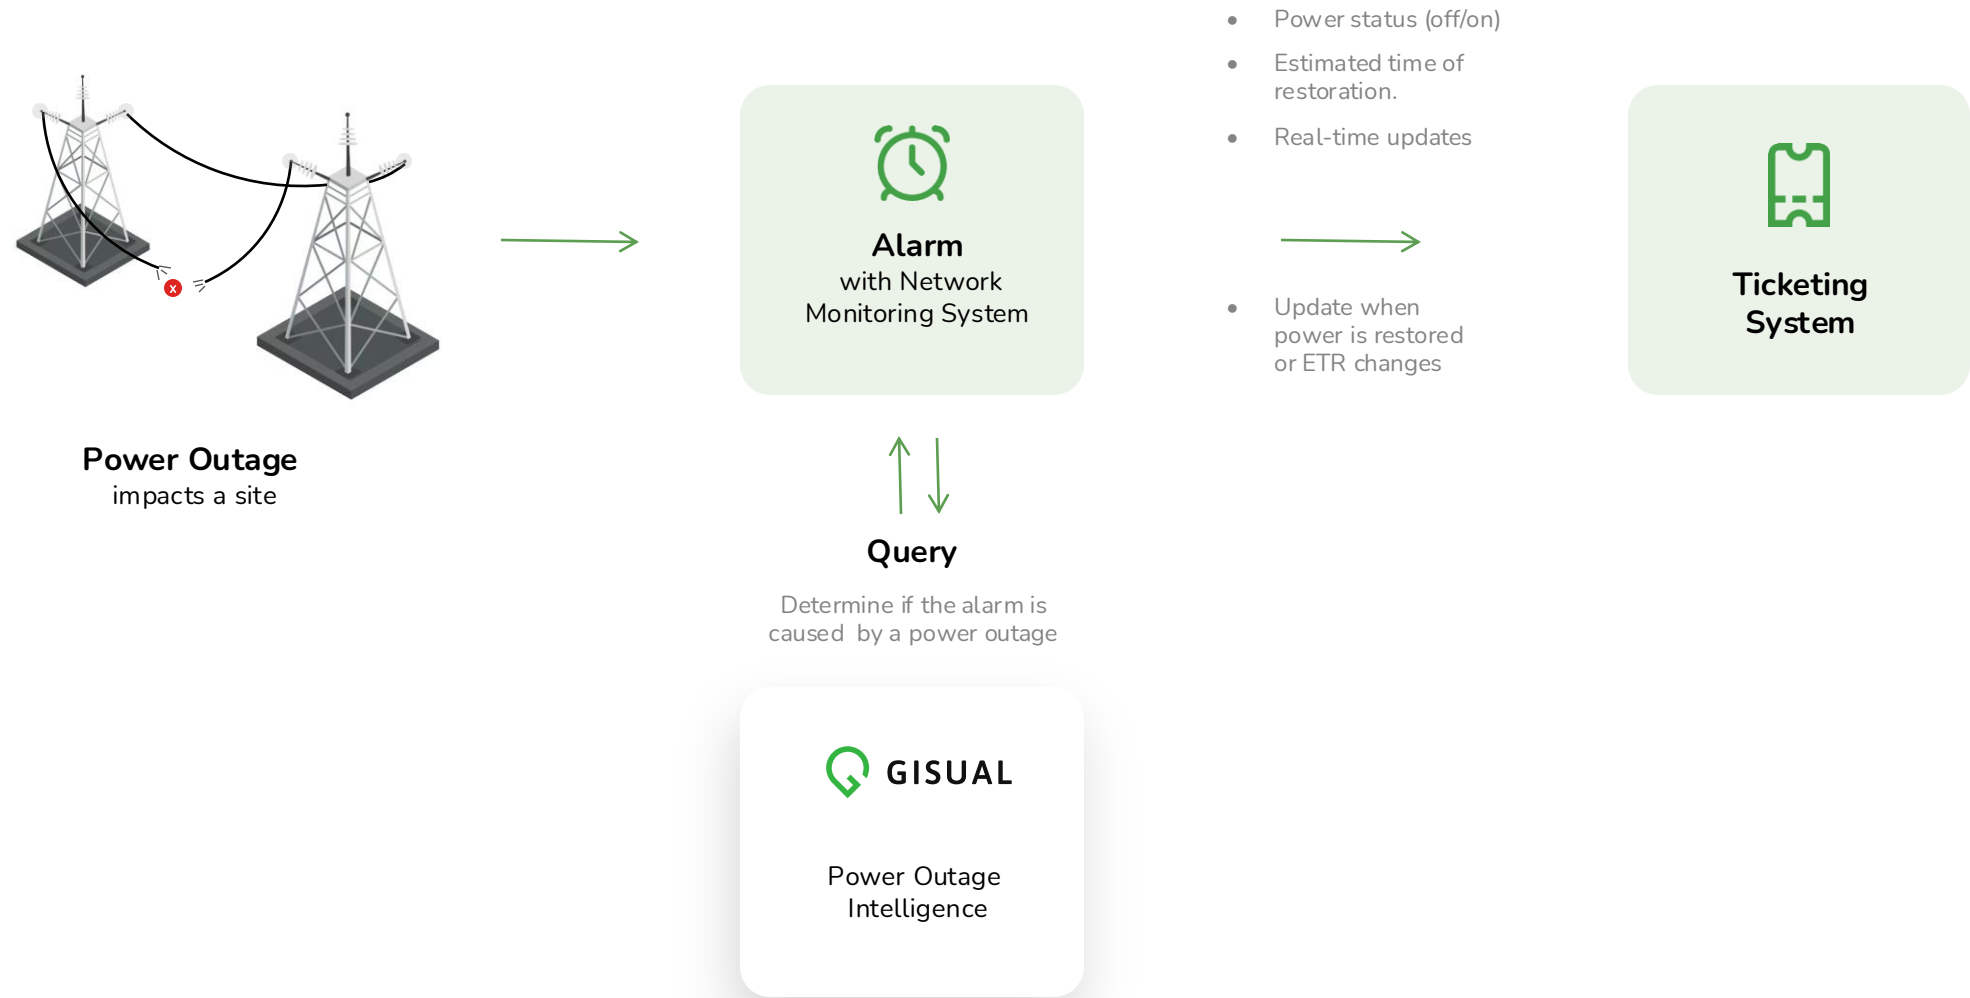 Power Outage
impacts a site
x
Alarm
with Network
Monitoring System
Query
Determine if the alarm is
caused by a power outage
GISUAL
Power Outage
Intelligence
• Power status (off/on)
• Estimated time of
restoration.
• Real-time updates
• Update when
power is restored
or ETR changes
Ticketing
System